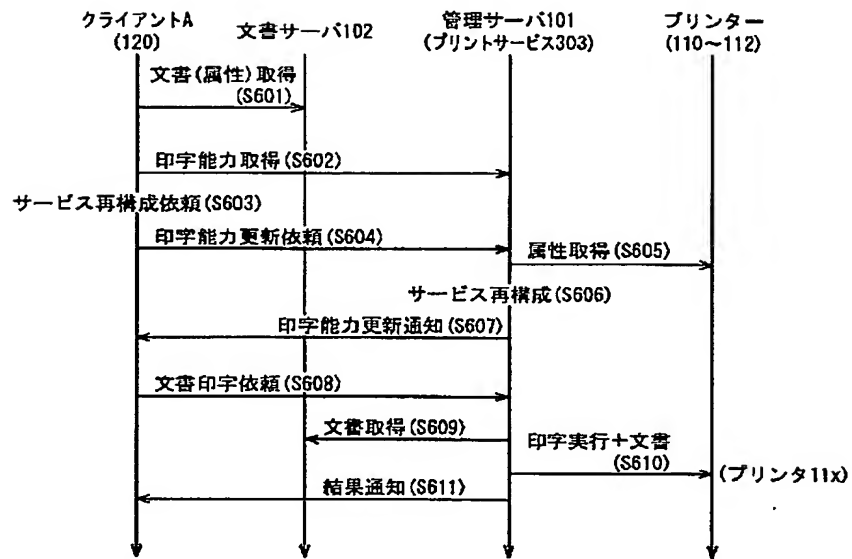 クライアントA
(120)
文書サーバ102
管理サーバ101
(プリントサービス303)
プリンター
(110～112)
文書(属性)取得
(S601)
印字能力取得(S602)
サービス再構成依頼(S603)
印字能力更新依頼(S604)
属性取得(S605)
サービス再構成(S606)
印字能力更新通知(S607)
文書印字依頼(S608)
文書取得(S609)
印字実行＋文書
(S610)
(プリンタ11x)
結果通知(S611)